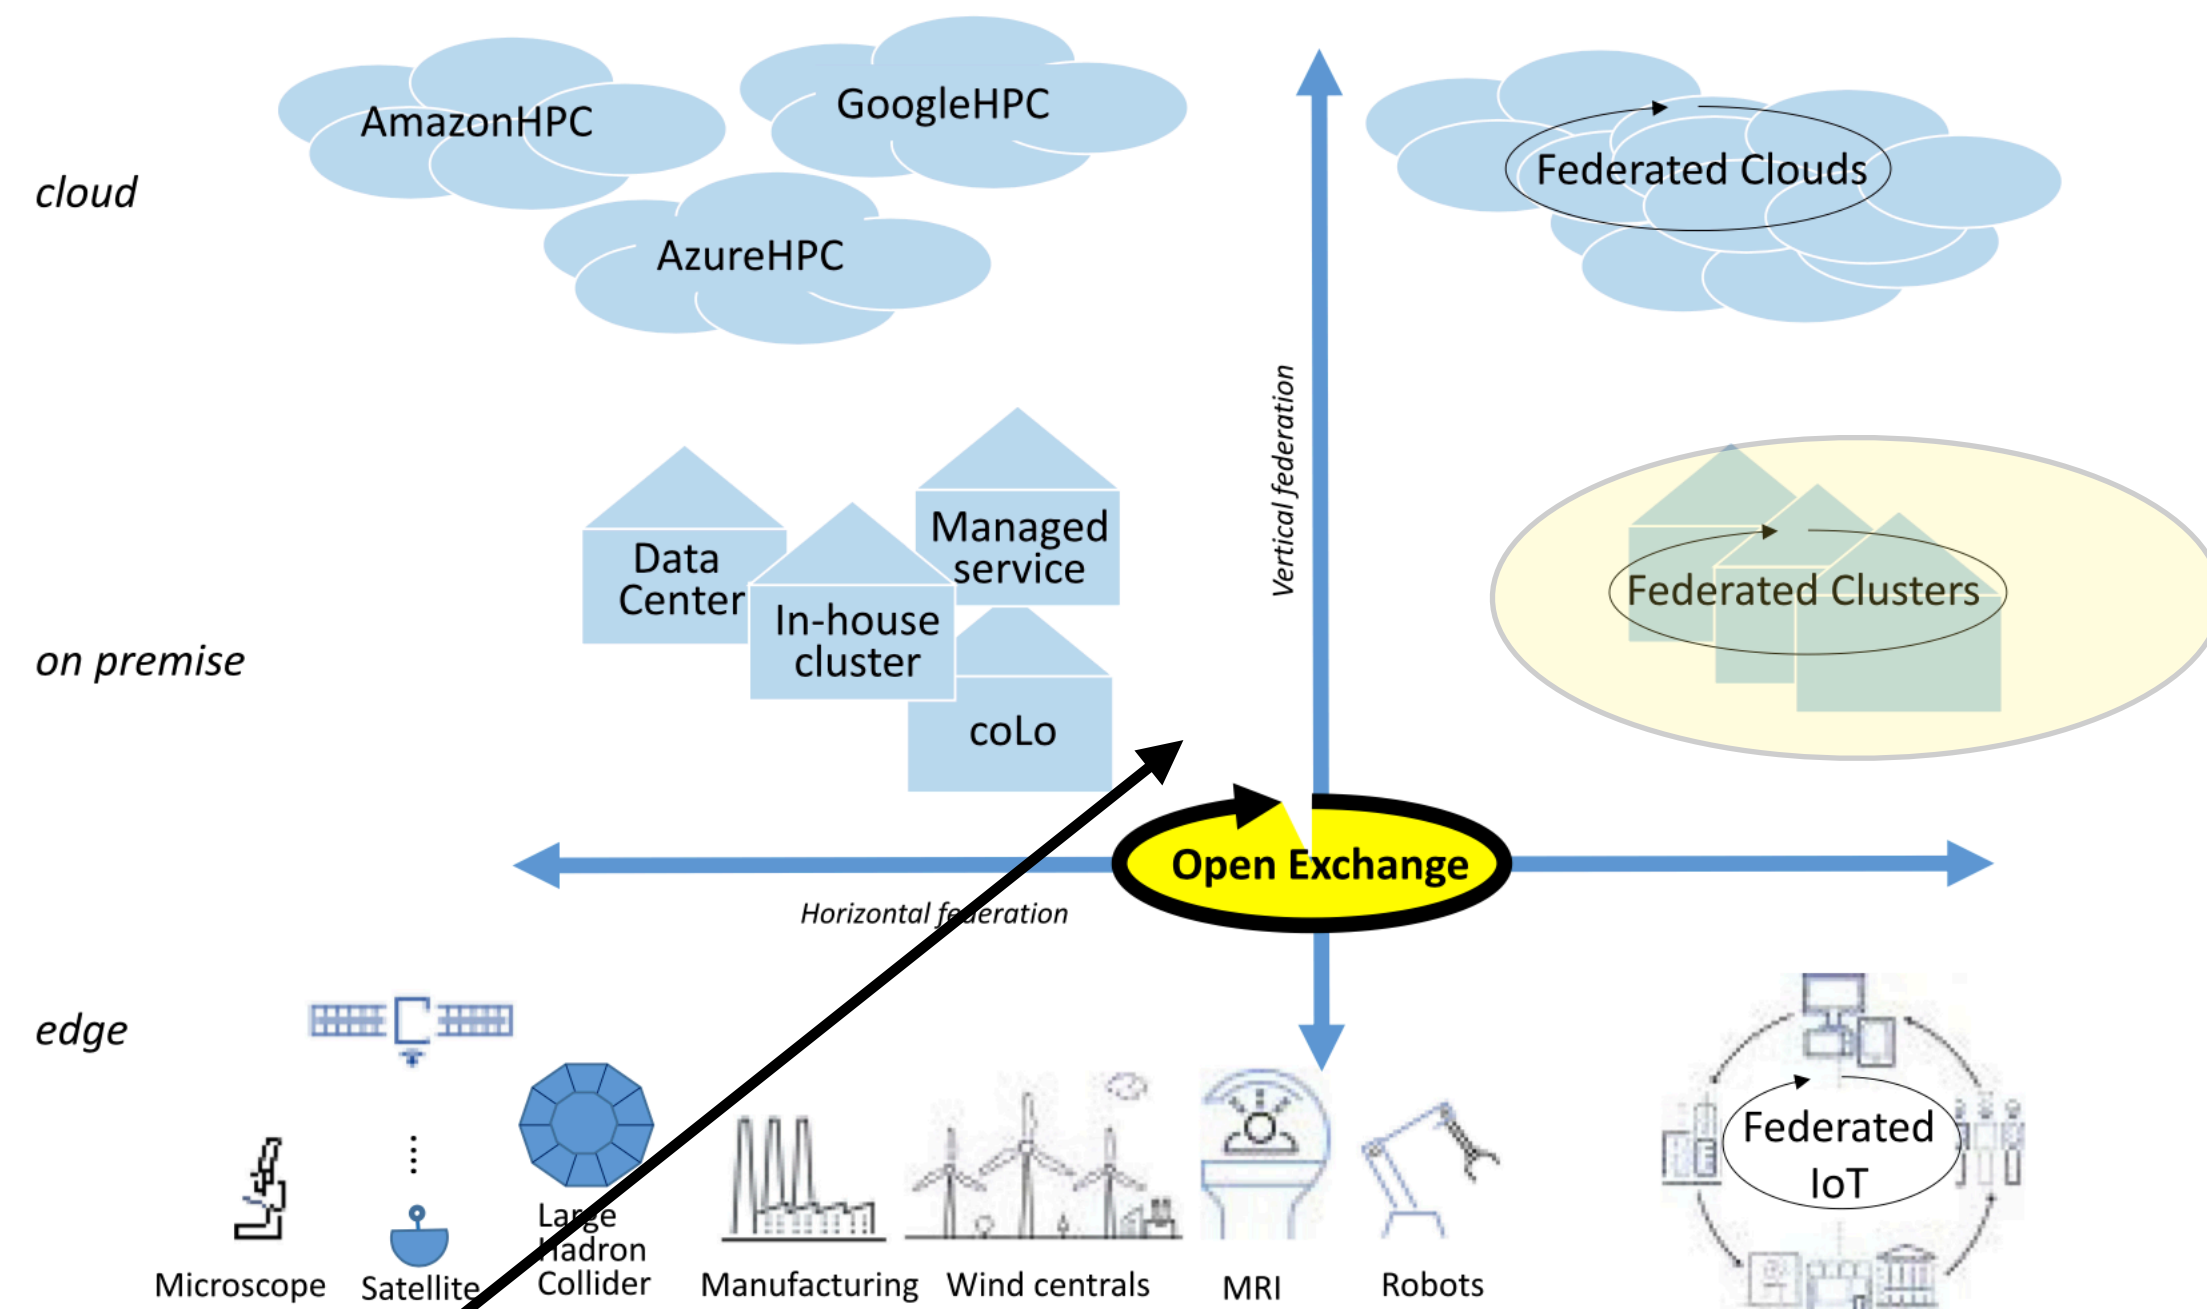 AmazonHPC
GoogleHPC
AzureHPC
Federated Clouds
cloud
Vertical federation
Data
Center
Managed
service
In-house
cluster
coLo
Federated Clusters
on premise
Open Exchange
Horizontal federation
edge
Microscope
Satellite
Large
Hadron
Collider
Manufacturing
Wind centrals
MRI
Robots
Federated
IoT